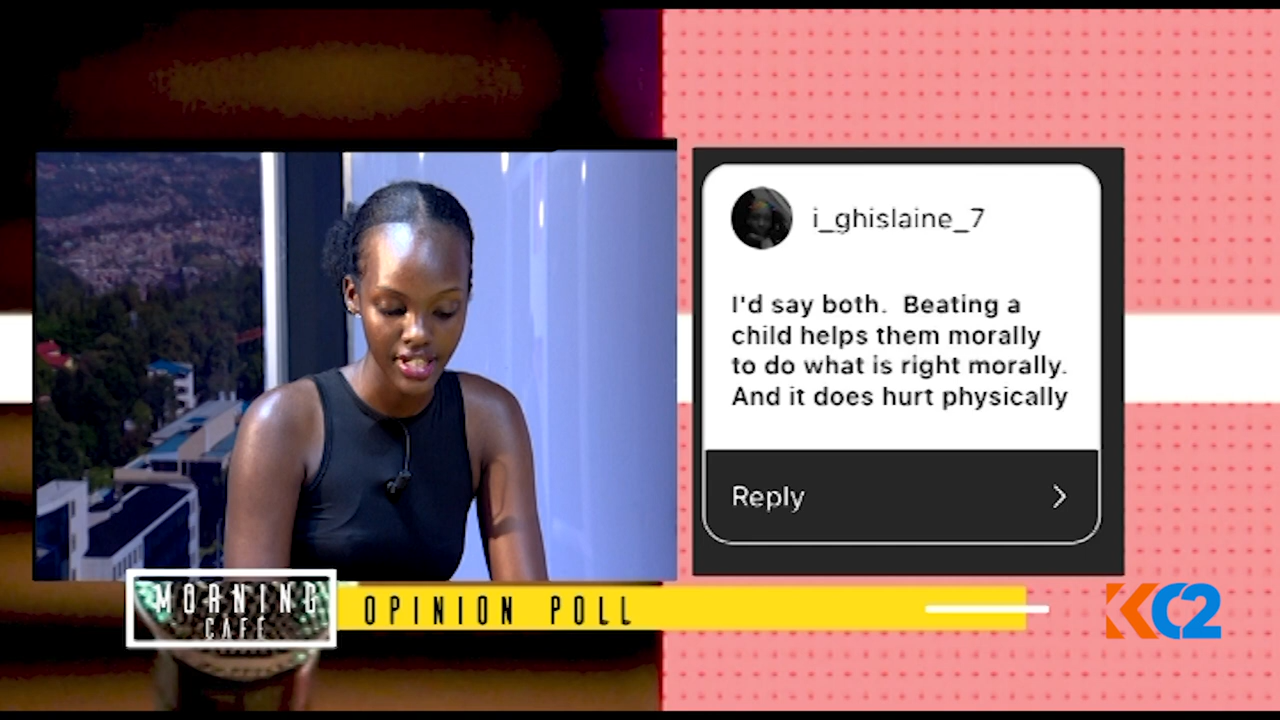 i_ghislaine_7
I'd say both. Beating a
child helps them morally
to do what is right morally.
And it does hurt physically
Reply
MORNING
CAFÉ
OPINION POLL
KC2